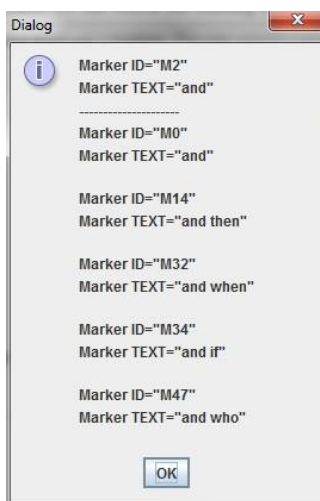 Dialog
Marker ID="M2"
Marker TEXT="and"
---------------------
Marker ID="M0"
Marker TEXT="and"
Marker ID="M14"
Marker TEXT="and then"
Marker ID="M32"
Marker TEXT="and when"
Marker ID="M34"
Marker TEXT="and if"
Marker ID="M47"
Marker TEXT="and who"
OK